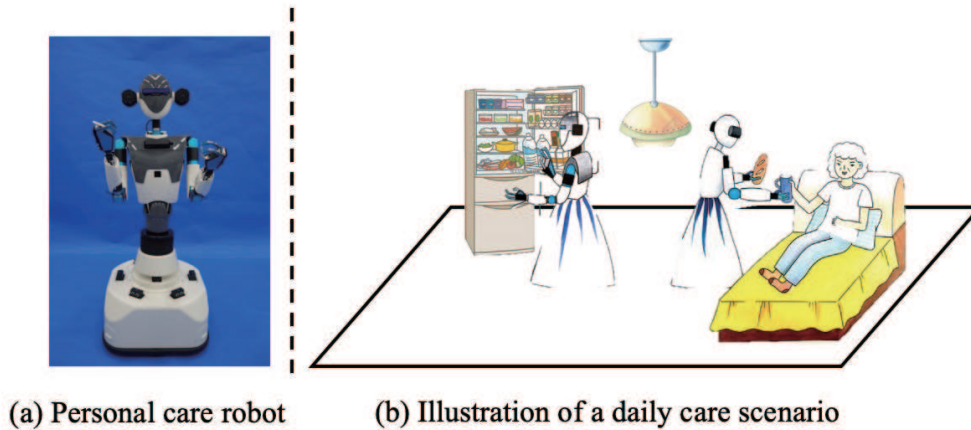 (a) Personal care robot
(b) Illustration of a daily care scenario